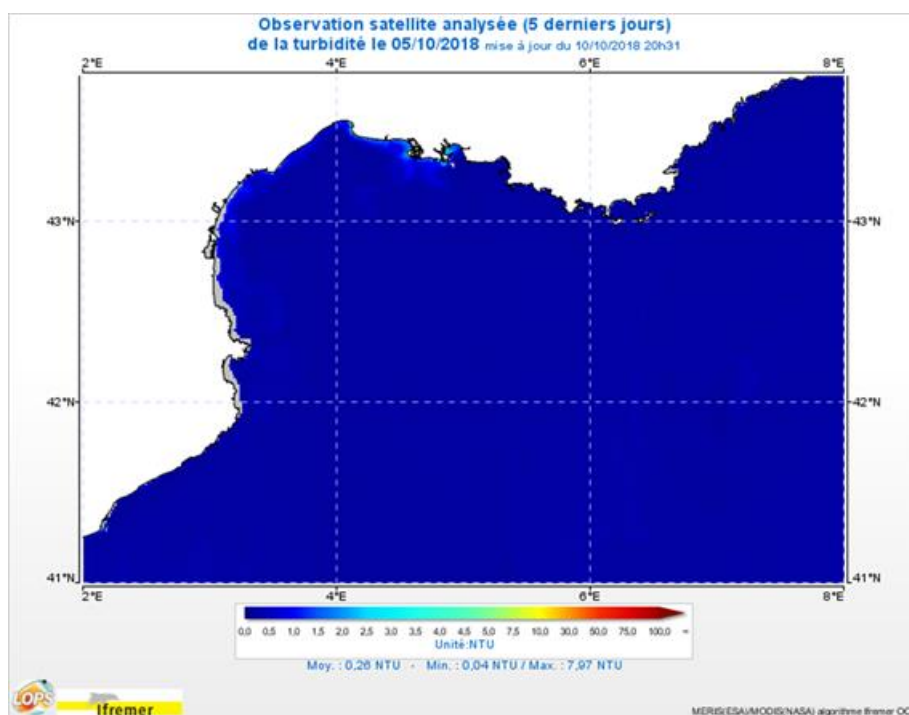 Observation satellite analysée (5 derniers jours)
de la turbidité le 05/10/2018 mise à jour du 10/10/2018 20h31
2°E 4°E 6°E 8°E
43°N 43°N
42°N 42°N
41°N 41°N
2°E 4°E 6°E 8°E
0,0 0,5 1,0 1,5 2,0 2,5 3,0 3,5 4,0 4,5 5,0 7,5 10,0 30,0 50,0 75,0 100,0 ∞
Unité:NTU
Moy. : 0,26 NTU - Min. : 0,04 NTU / Max. : 7,97 NTU
LOPS
Ifremer
MERIS(ESA)/MODIS(NASA) algorithme Ifremer OC